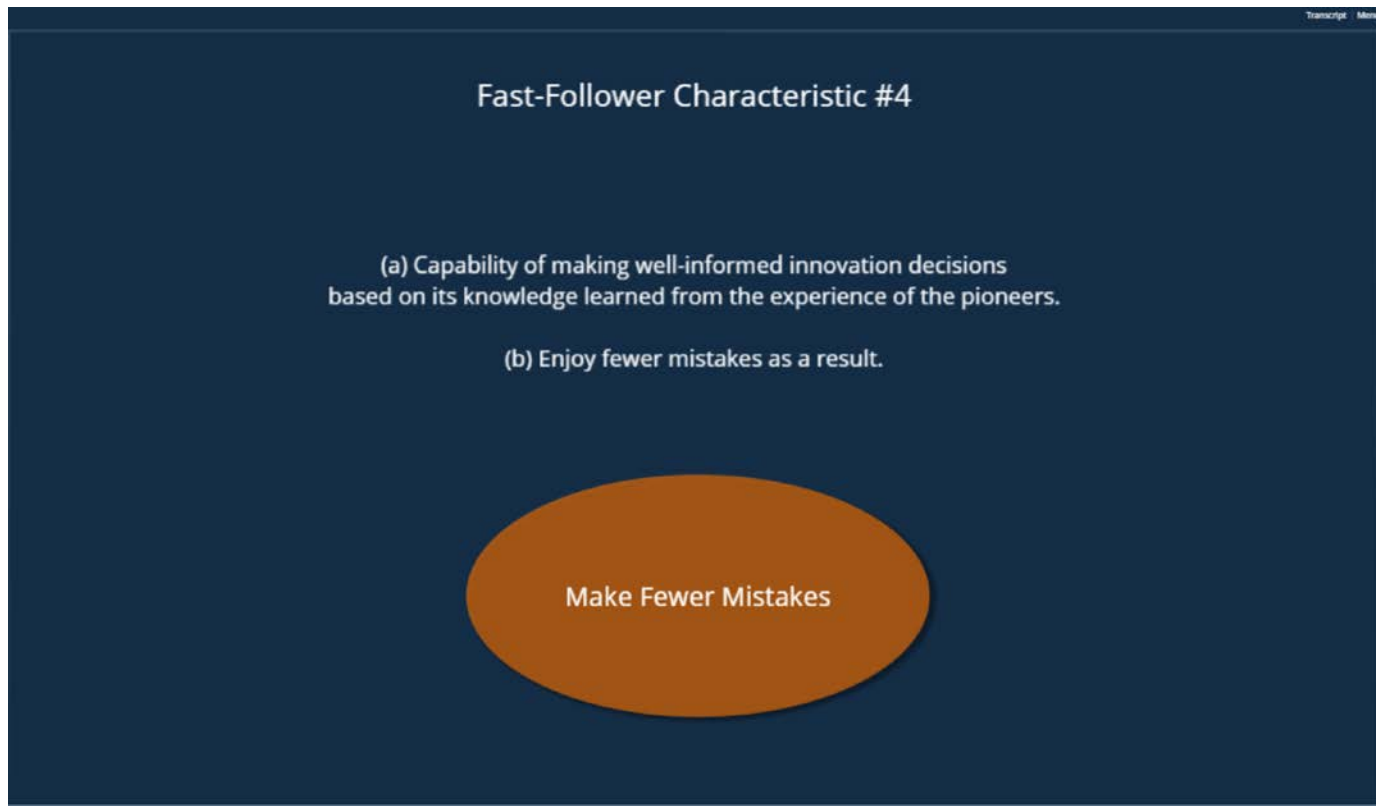 Transcript Menu
Fast-Follower Characteristic #4
(a) Capability of making well-informed innovation decisions
based on its knowledge learned from the experience of the pioneers.
(b) Enjoy fewer mistakes as a result.
Make Fewer Mistakes